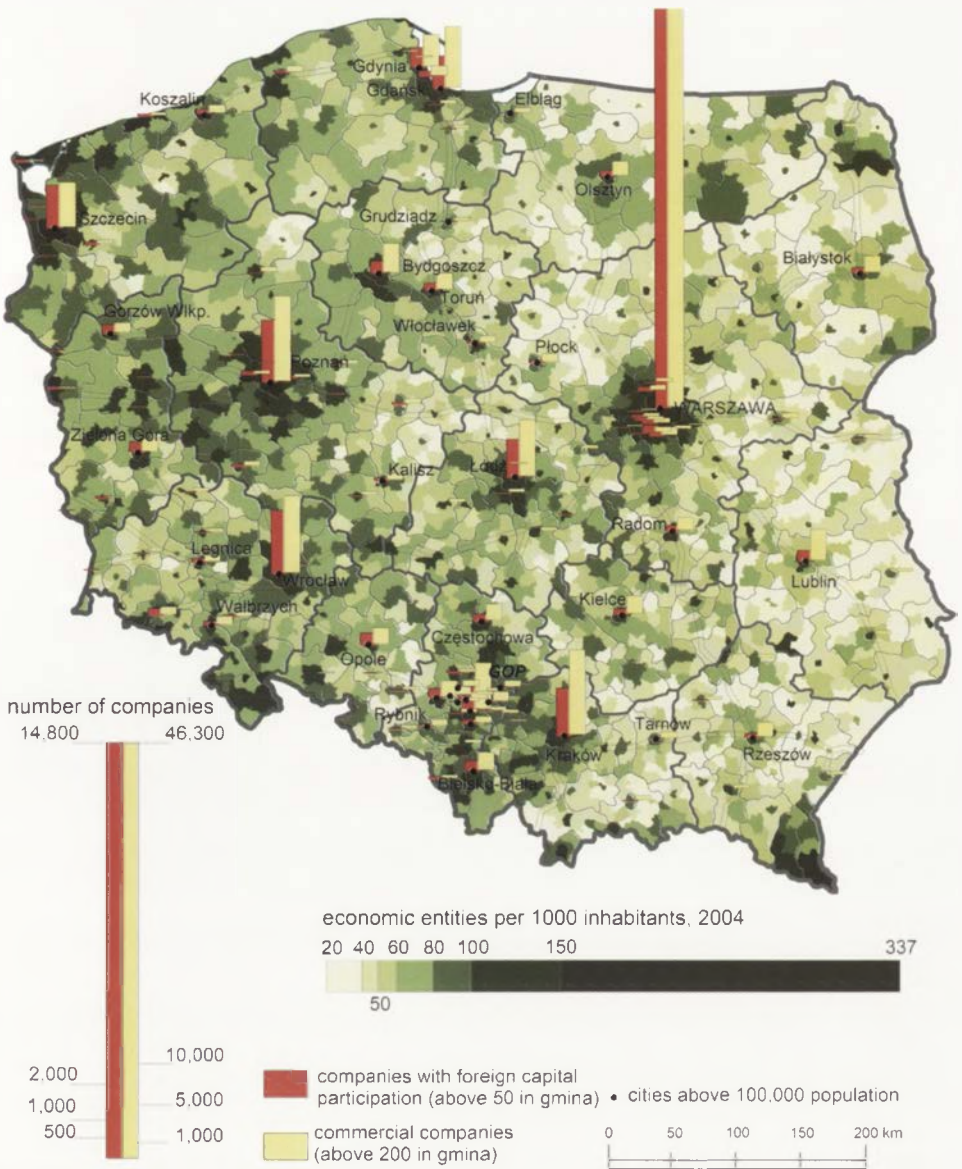 Gdynia
Gdańsk
Koszalin
Elbląg
Olsztyn
Szczecin
Grudziądz
Bydgoszcz
Białystok
Toruń
Gorzów Wlkp.
Włocławek
Płock
Poznań
WARSZAWA
Zielona Góra
Kalisz
Łódź
Radom
Legnica
Wrocław
Lublin
Wałbrzych
Kielce
Częstochowa
Opole
GOP
Rybnik
Tarnów
Kraków
Rzeszów
Bielsko-Biała
number of companies
14,800 46,300
10,000
2,000
5,000
1,000
500 1,000
economic entities per 1000 inhabitants, 2004
20 40 60 80 100 150 337
50
companies with foreign capital
participation (above 50 in gmina)
cities above 100,000 population
commercial companies
(above 200 in gmina)
0 50 100 150 200 km